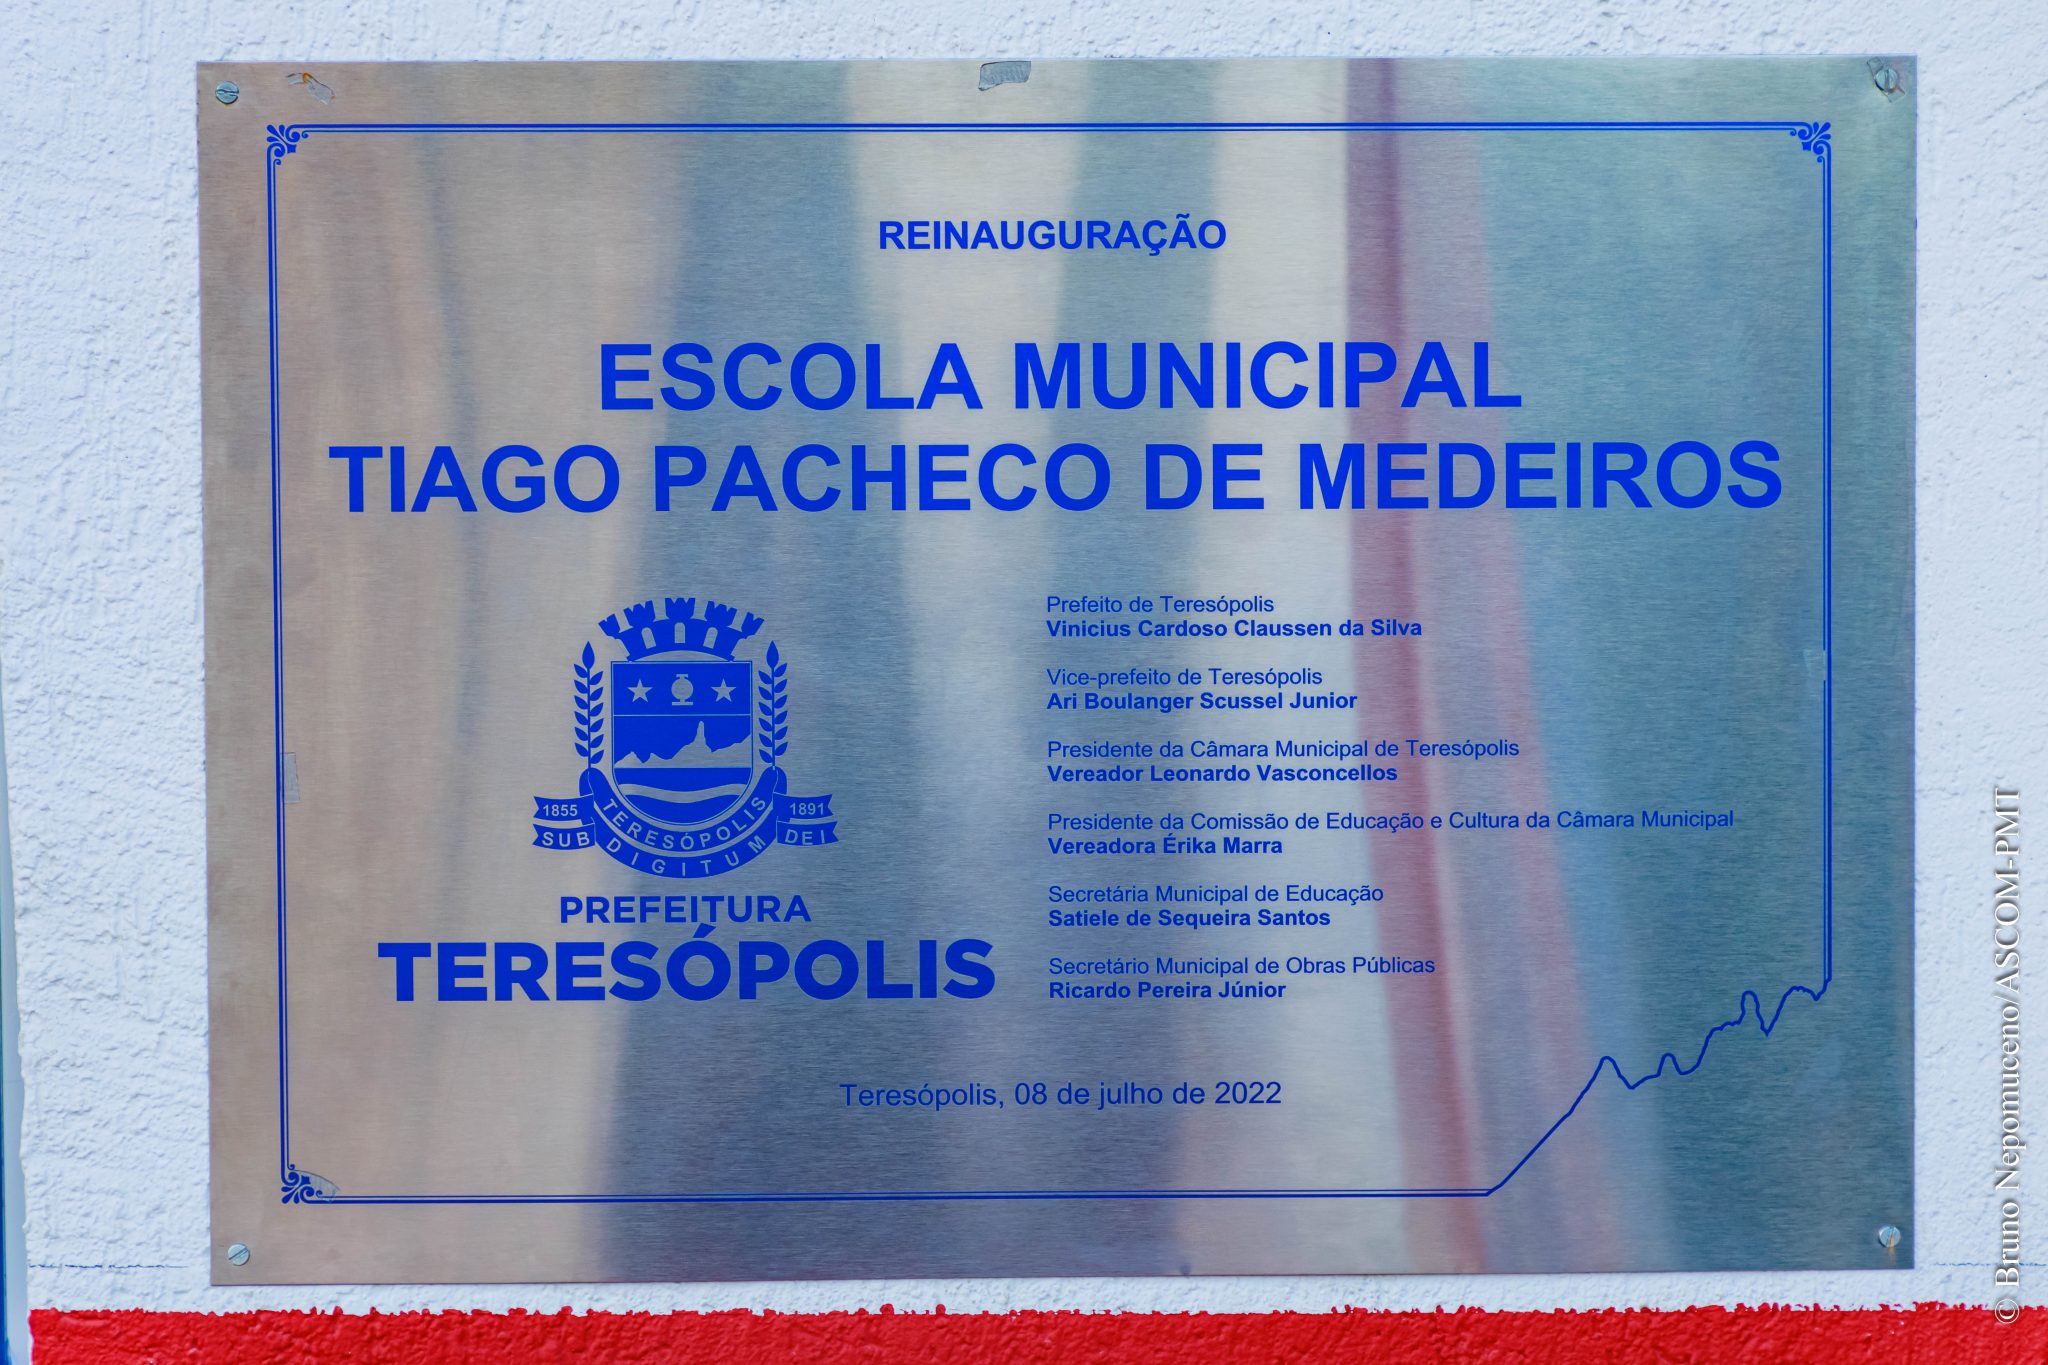 REINAUGURAÇÃO
ESCOLA MUNICIPAL
TIAGO PACHECO DE MEDEIROS
1855
1891
SUB
TERESÓPOLIS
DEI
DIGITUM
PREFEITURA
TERESÓPOLIS
Prefeito de Teresópolis
Vinicius Cardoso Claussen da Silva
Vice-prefeito de Teresópolis
Ari Boulanger Scussel Junior
Presidente da Câmara Municipal de Teresópolis
Vereador Leonardo Vasconcellos
Presidente da Comissão de Educação e Cultura da Câmara Municipal
Vereadora Érika Marra
Secretária Municipal de Educação
Satiele de Sequeira Santos
Secretário Municipal de Obras Públicas
Ricardo Pereira Júnior
Teresópolis, 08 de julho de 2022
© Bruno Nepomuceno/ASCOM-PMT